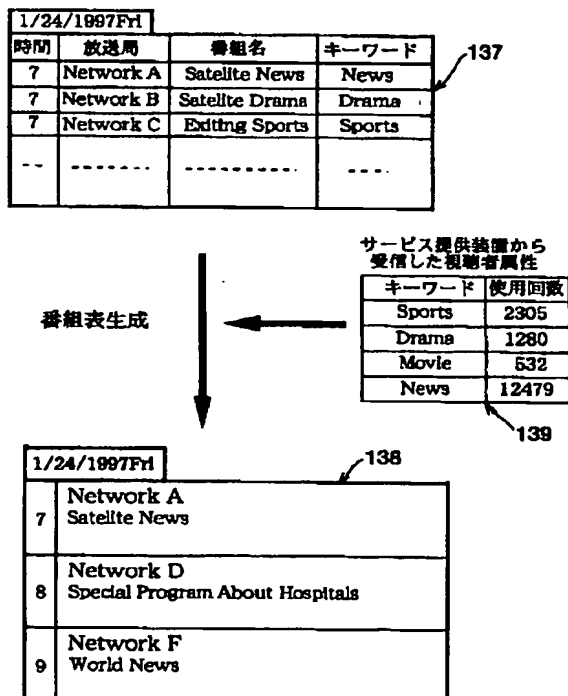 1/24/1997Fri
時間 放送局 番組名 キーワード
137
7 Network A Satelite News News
7 Network B Satelite Drama Drama
7 Network C Exiting Sports Sports
-- ------- ---------- ----
サービス提供装置から
受信した視聴者属性
キーワード 使用回数
番組表生成
Sports 2305
Drama 1280
Movie 532
News 12479
139
1/24/1997Fri
138
7 Network A
Satelite News
8 Network D
Special Program About Hospitals
9 Network F
World News